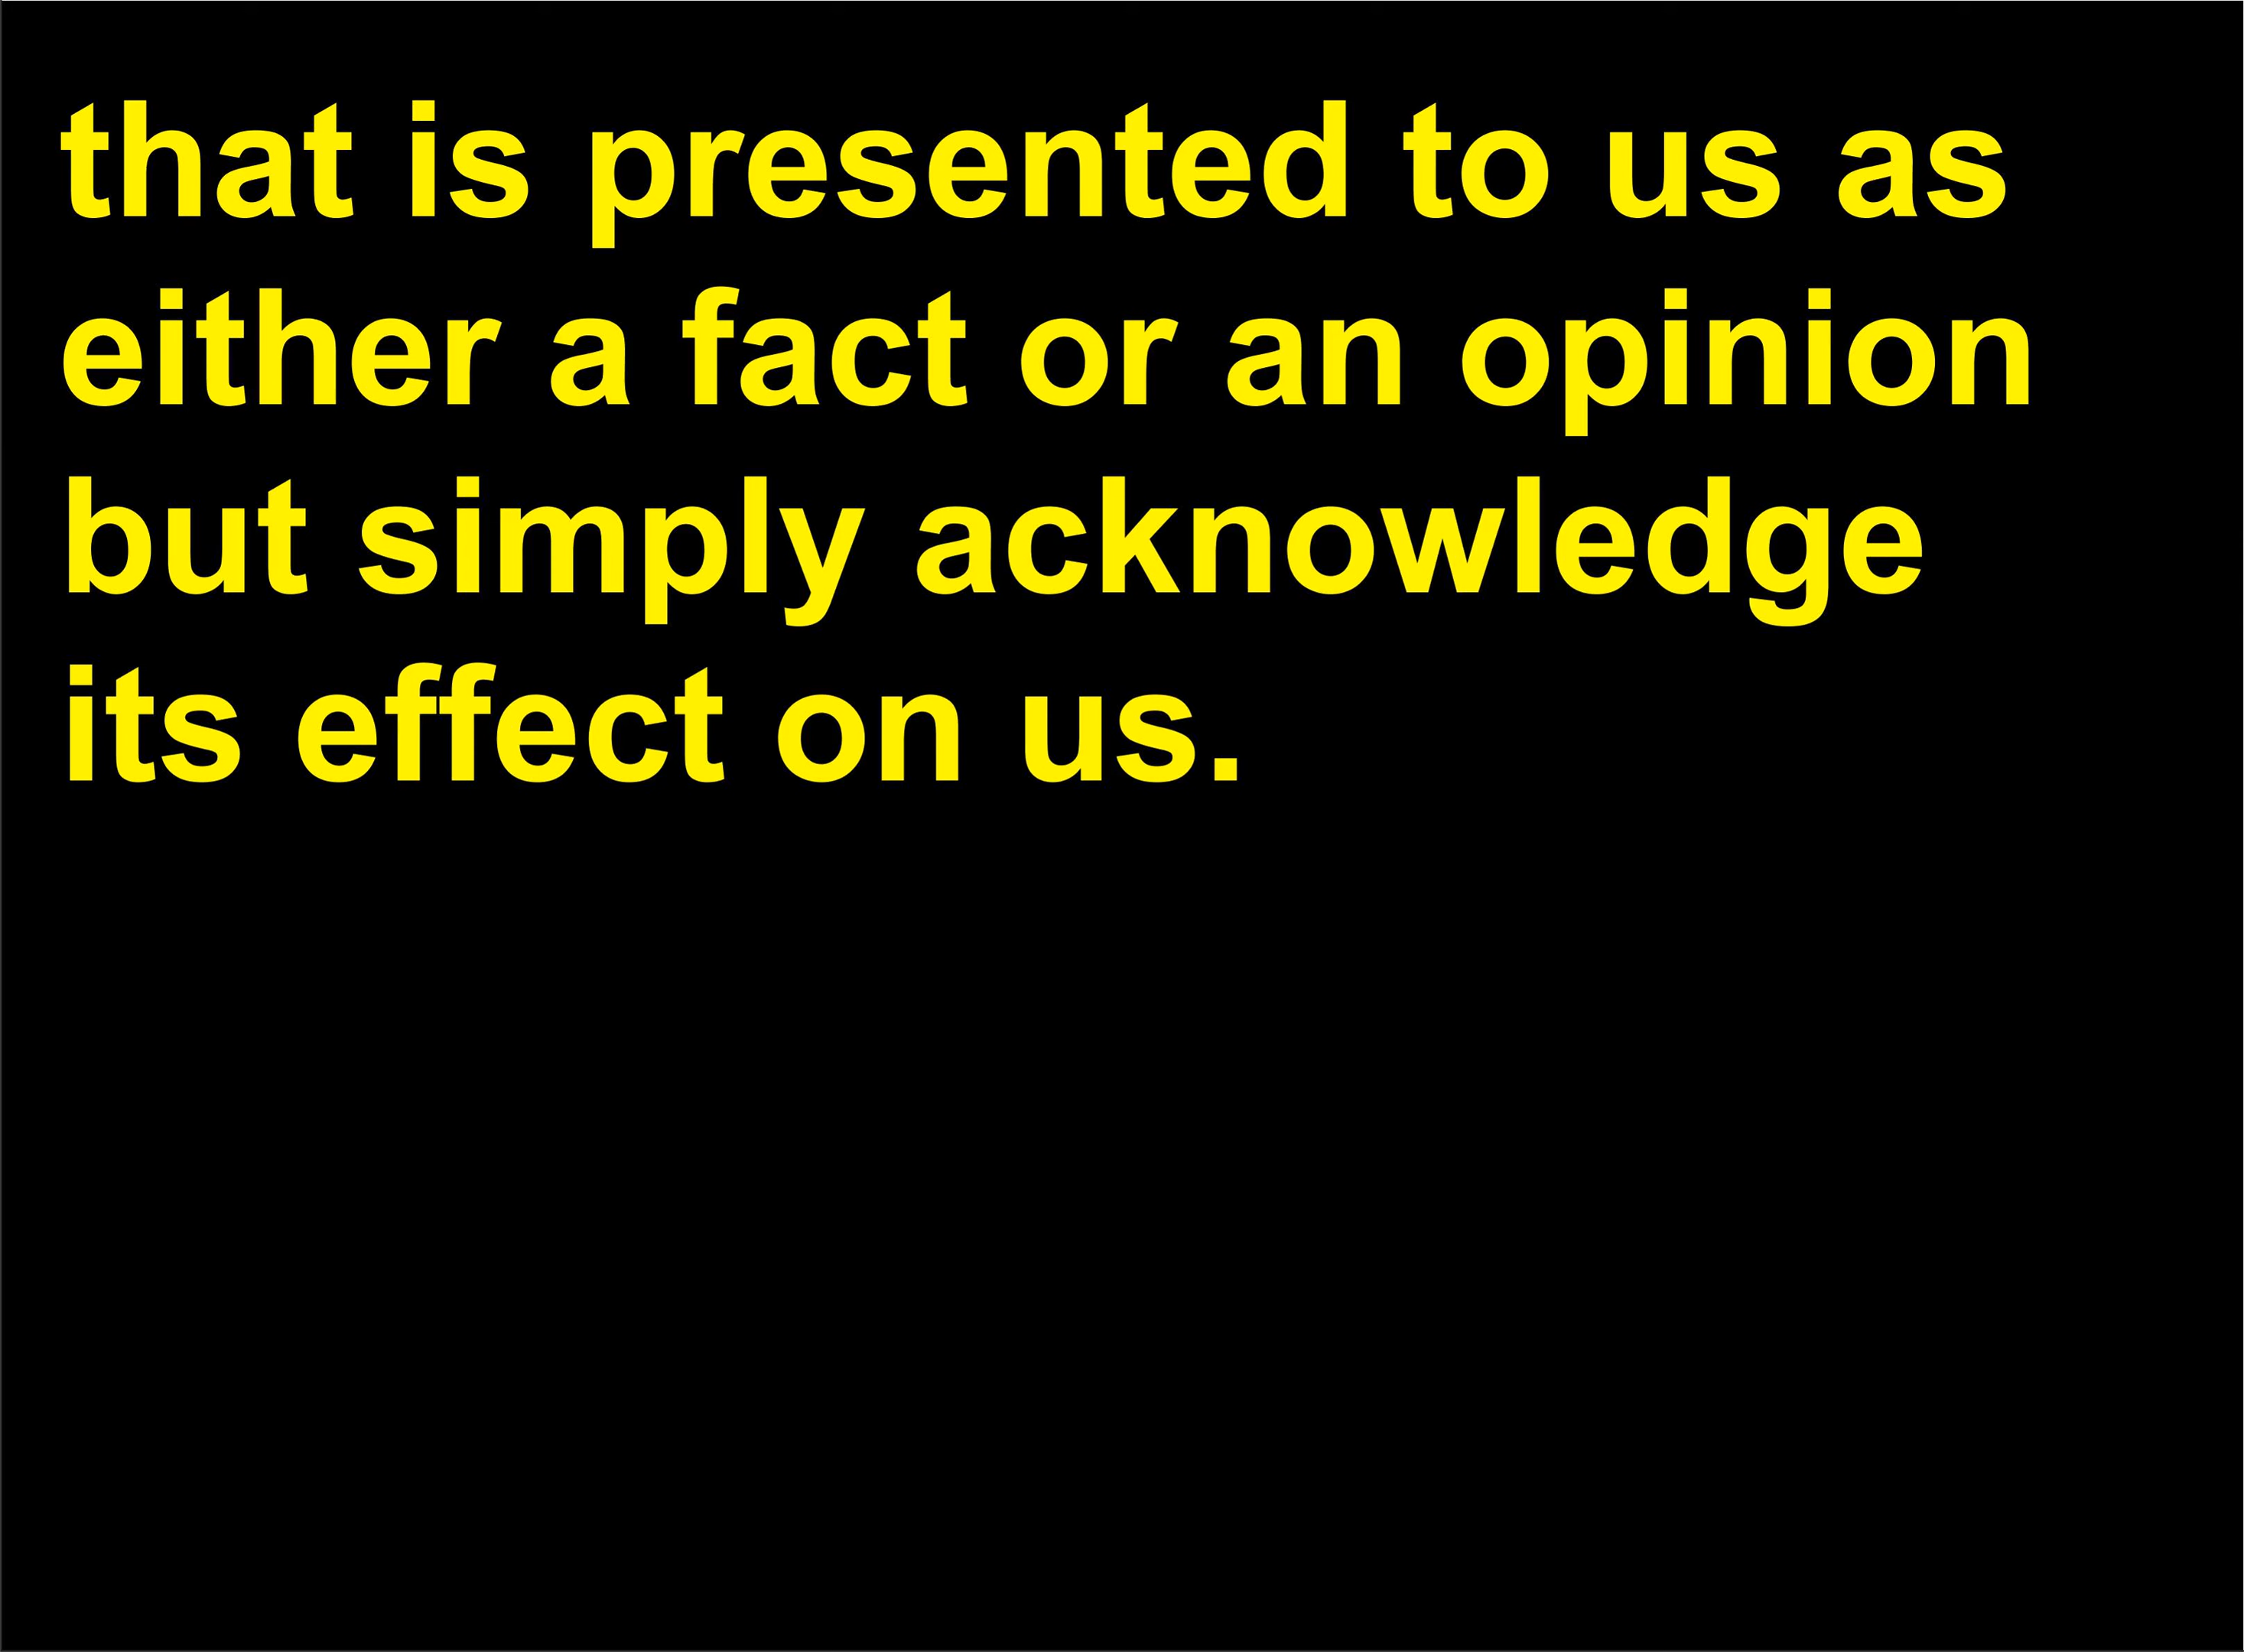 that is presented to us as
either a fact or an opinion
but simply acknowledge
its effect on us.